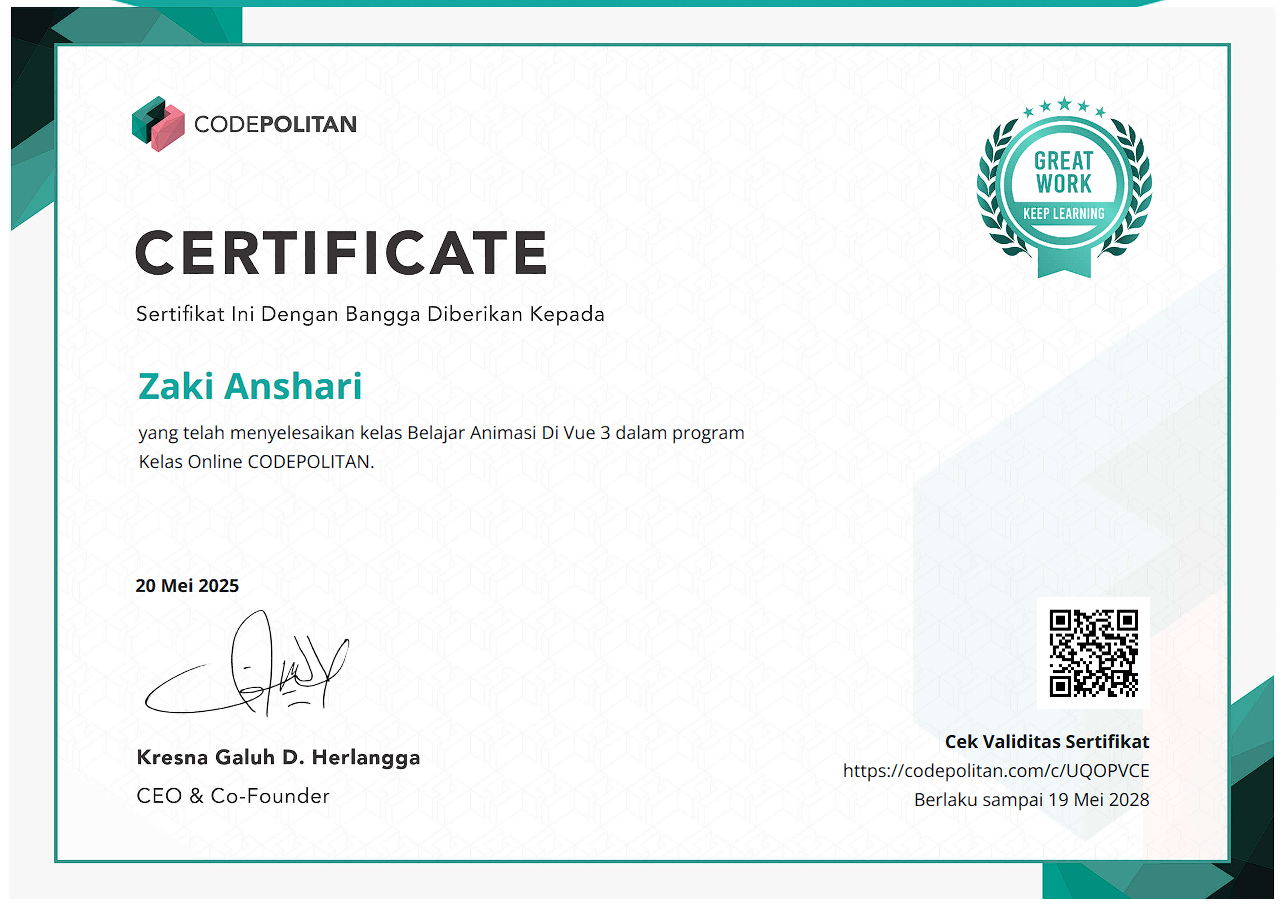 CODEPOLITAN
GREAT
WORK
KEEP LEARNING
CERTIFICATE
Sertifikat Ini Dengan Bangga Diberikan Kepada
Zaki Anshari
yang telah menyelesaikan kelas Belajar Animasi Di Vue 3 dalam program
Kelas Online CODEPOLITAN.
20 Mei 2025
Kresna Galuh D. Herlangga
CEO & Co-Founder
Cek Validitas Sertifikat
https://codepolitan.com/c/UQOPVCE
Berlaku sampai 19 Mei 2028